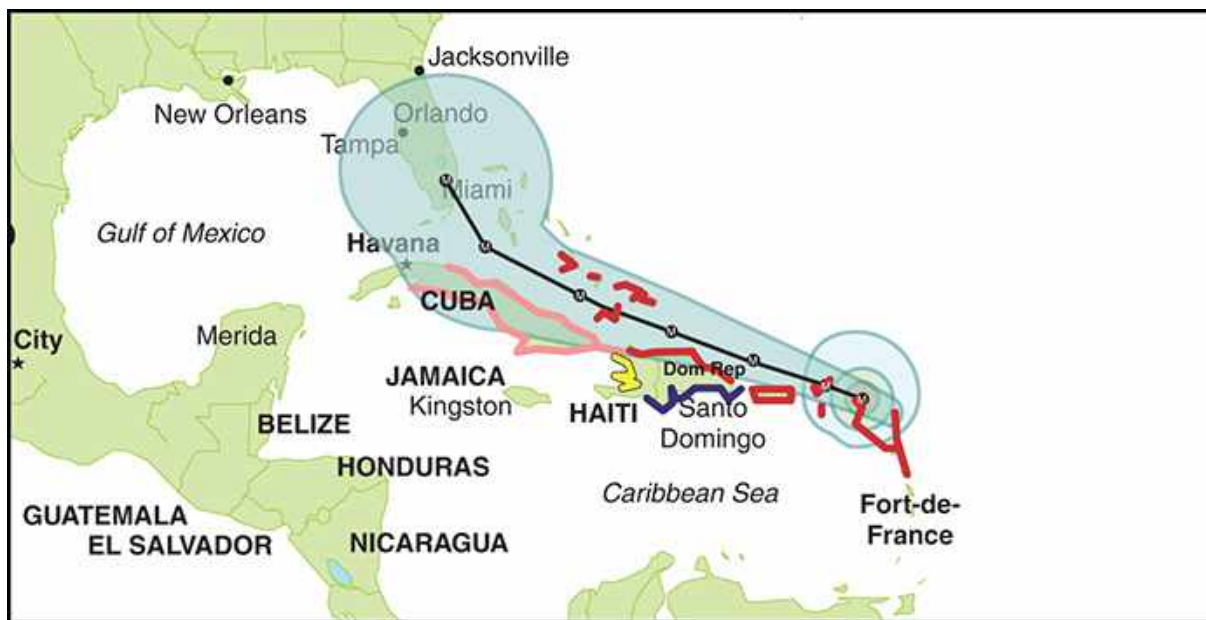 Jacksonville
New Orleans
Orlando
Tampa
Miami
Gulf of Mexico
Havana
CUBA
City
Merida
JAMAICA
Kingston
HAITI
Dom Rep
Santo
Domingo
BELIZE
HONDURAS
Caribbean Sea
GUATEMALA
EL SALVADOR
NICARAGUA
Fort-de-
France
M
M
M
M
M
M
M